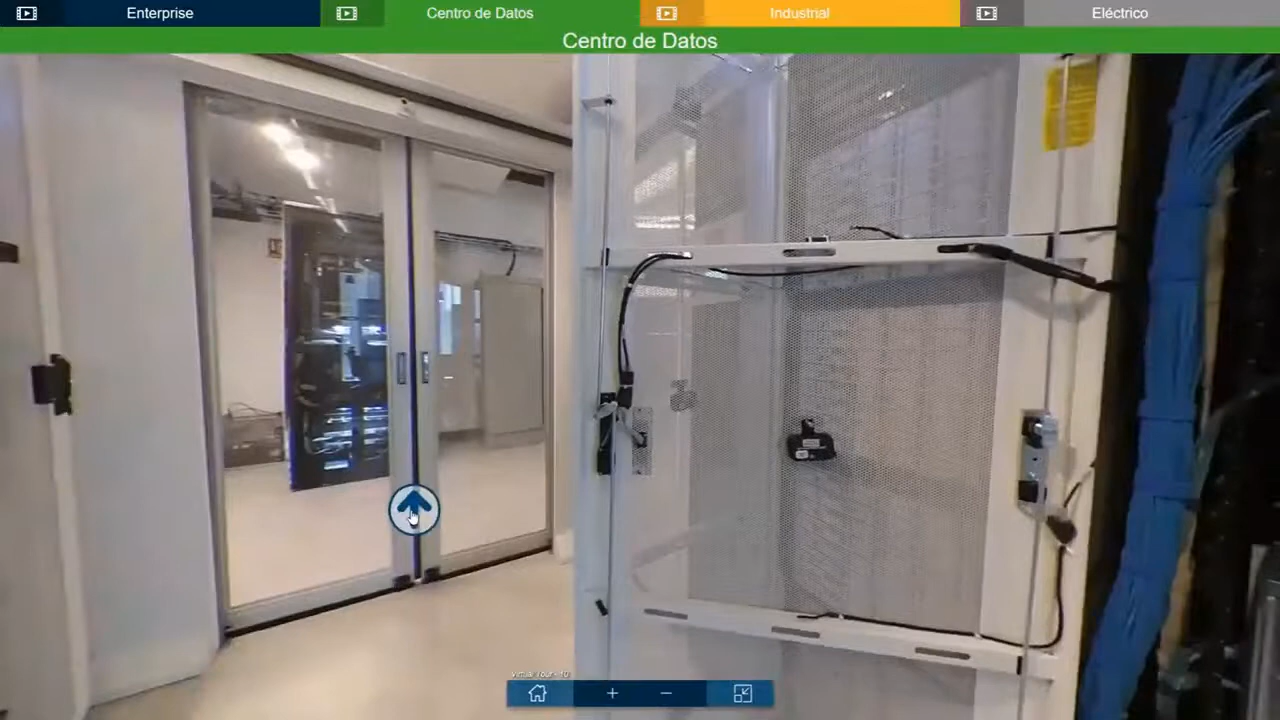 Enterprise
Centro de Datos
Industrial
Eléctrico
Centro de Datos